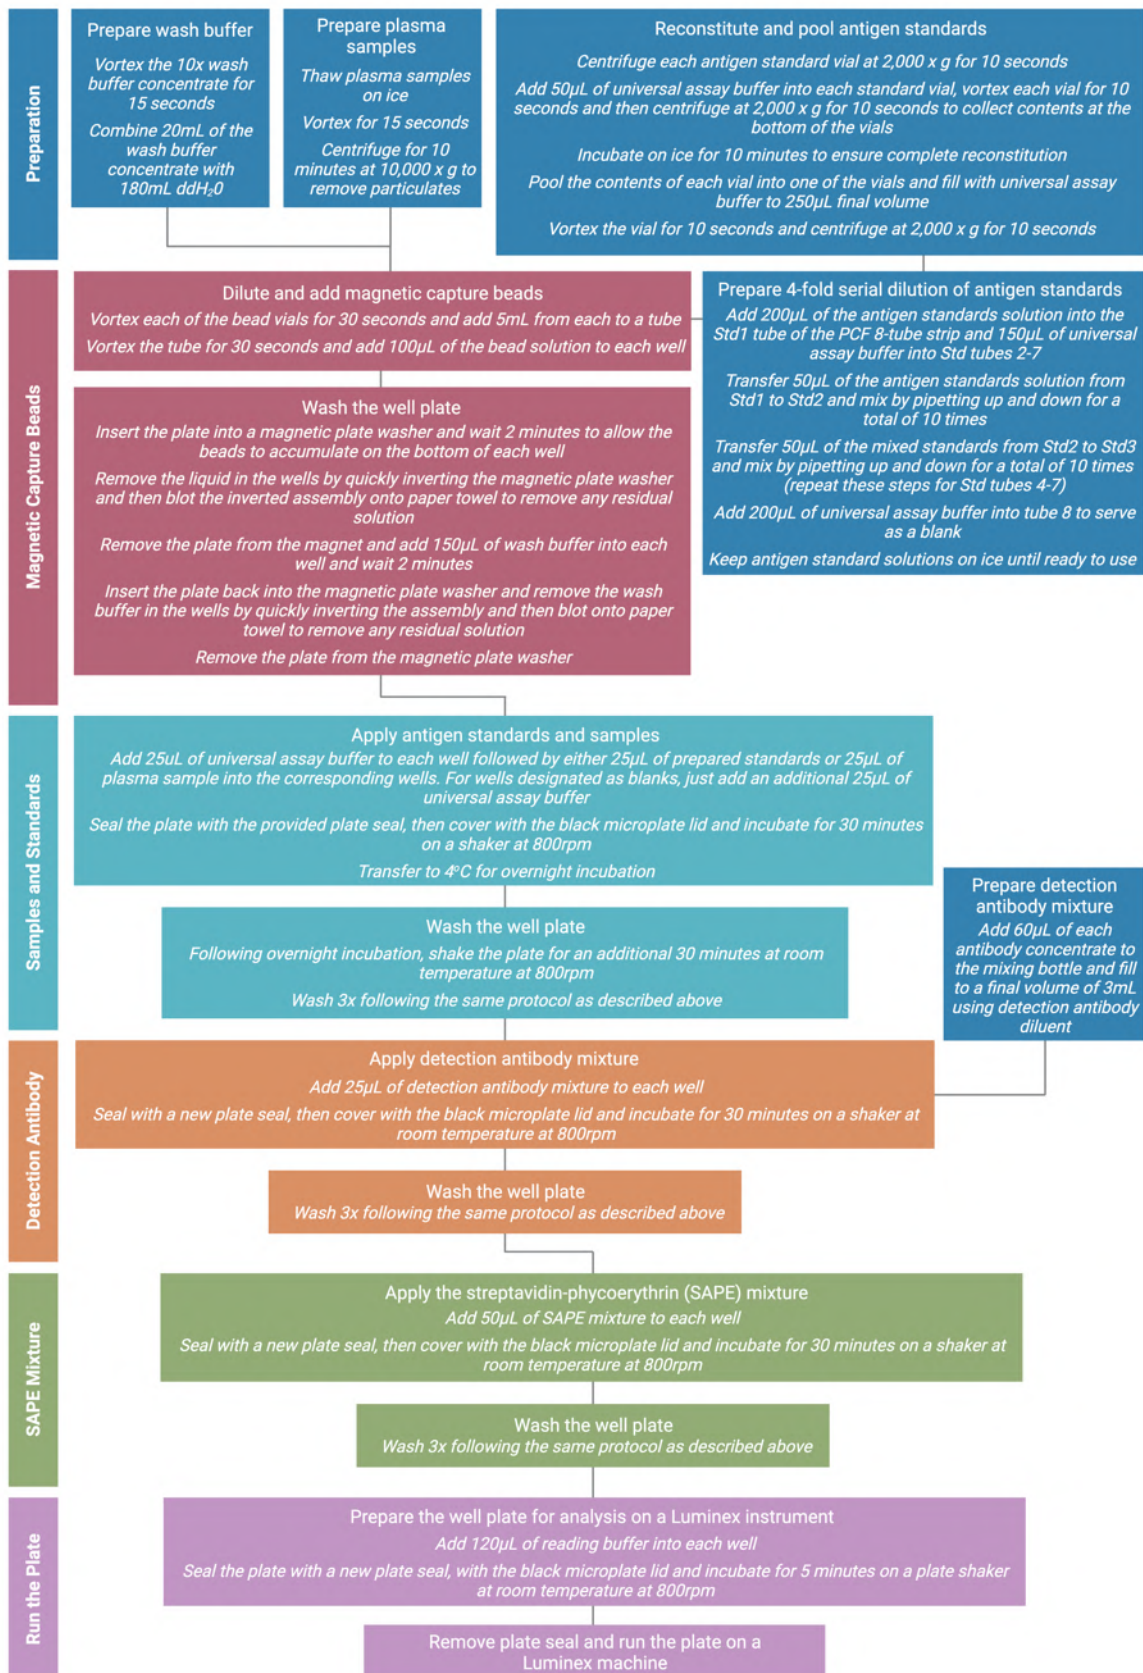 Preparation
Prepare wash buffer
Vortex the 10x wash
buffer concentrate for
15 seconds
Combine 20mL of the
wash buffer
concentrate with
180mL ddH₂0
Prepare plasma
samples
Thaw plasma samples
on ice
Vortex for 15 seconds
Centrifuge for 10
minutes at 10,000 x g to
remove particulates
Reconstitute and pool antigen standards
Centrifuge each antigen standard vial at 2,000 x g for 10 seconds
Add 50µL of universal assay buffer into each standard vial, vortex each vial for 10
seconds and then centrifuge at 2,000 x g for 10 seconds to collect contents at the
bottom of the vials
Incubate on ice for 10 minutes to ensure complete reconstitution
Pool the contents of each vial into one of the vials and fill with universal assay
buffer to 250µL final volume
Vortex the vial for 10 seconds and centrifuge at 2,000 x g for 10 seconds
Magnetic Capture Beads
Dilute and add magnetic capture beads
Vortex each of the bead vials for 30 seconds and add 5mL from each to a tube
Vortex the tube for 30 seconds and add 100µL of the bead solution to each well
Wash the well plate
Insert the plate into a magnetic plate washer and wait 2 minutes to allow the
beads to accumulate on the bottom of each well
Remove the liquid in the wells by quickly inverting the magnetic plate washer
and then blot the inverted assembly onto paper towel to remove any residual
solution
Remove the plate from the magnet and add 150µL of wash buffer into each
well and wait 2 minutes
Insert the plate back into the magnetic plate washer and remove the wash
buffer in the wells by quickly inverting the assembly and then blot onto paper
towel to remove any residual solution
Remove the plate from the magnetic plate washer
Prepare 4-fold serial dilution of antigen standards
Add 200µL of the antigen standards solution into the
Std1 tube of the PCF 8-tube strip and 150µL of universal
assay buffer into Std tubes 2-7
Transfer 50µL of the antigen standards solution from
Std1 to Std2 and mix by pipetting up and down for a
total of 10 times
Transfer 50µL of the mixed standards from Std2 to Std3
and mix by pipetting up and down for a total of 10 times
(repeat these steps for Std tubes 4-7)
Add 200µL of universal assay buffer into tube 8 to serve
as a blank
Keep antigen standard solutions on ice until ready to use
Samples and Standards
Apply antigen standards and samples
Add 25uL of universal assay buffer to each well followed by either 25µL of prepared standards or 25µL of
plasma sample into the corresponding wells. For wells designated as blanks, just add an additional 25µL of
universal assay buffer
Seal the plate with the provided plate seal, then cover with the black microplate lid and incubate for 30 minutes
on a shaker at 800rpm
Transfer to 4°C for overnight incubation
Wash the well plate
Following overnight incubation, shake the plate for an additional 30 minutes at room
temperature at 800rpm
Wash 3x following the same protocol as described above
Prepare detection
antibody mixture
Add 60µL of each
antibody concentrate to
the mixing bottle and fill
to a final volume of 3mL
using detection antibody
diluent
Detection Antibody
Apply detection antibody mixture
Add 25µL of detection antibody mixture to each well
Seal with a new plate seal, then cover with the black microplate lid and incubate for 30 minutes on a shaker at
room temperature at 800rpm
Wash the well plate
Wash 3x following the same protocol as described above
SAPE Mixture
Apply the streptavidin-phycoerythrin (SAPE) mixture
Add 50µL of SAPE mixture to each well
Seal with a new plate seal, then cover with the black microplate lid and incubate for 30 minutes on a shaker at
room temperature at 800rpm
Wash the well plate
Wash 3x following the same protocol as described above
Run the Plate
Prepare the well plate for analysis on a Luminex instrument
Add 120µL of reading buffer into each well
Seal the plate with a new plate seal, with the black microplate lid and incubate for 5 minutes on a plate shaker
at room temperature at 800rpm
Remove plate seal and run the plate on a
Luminex machine